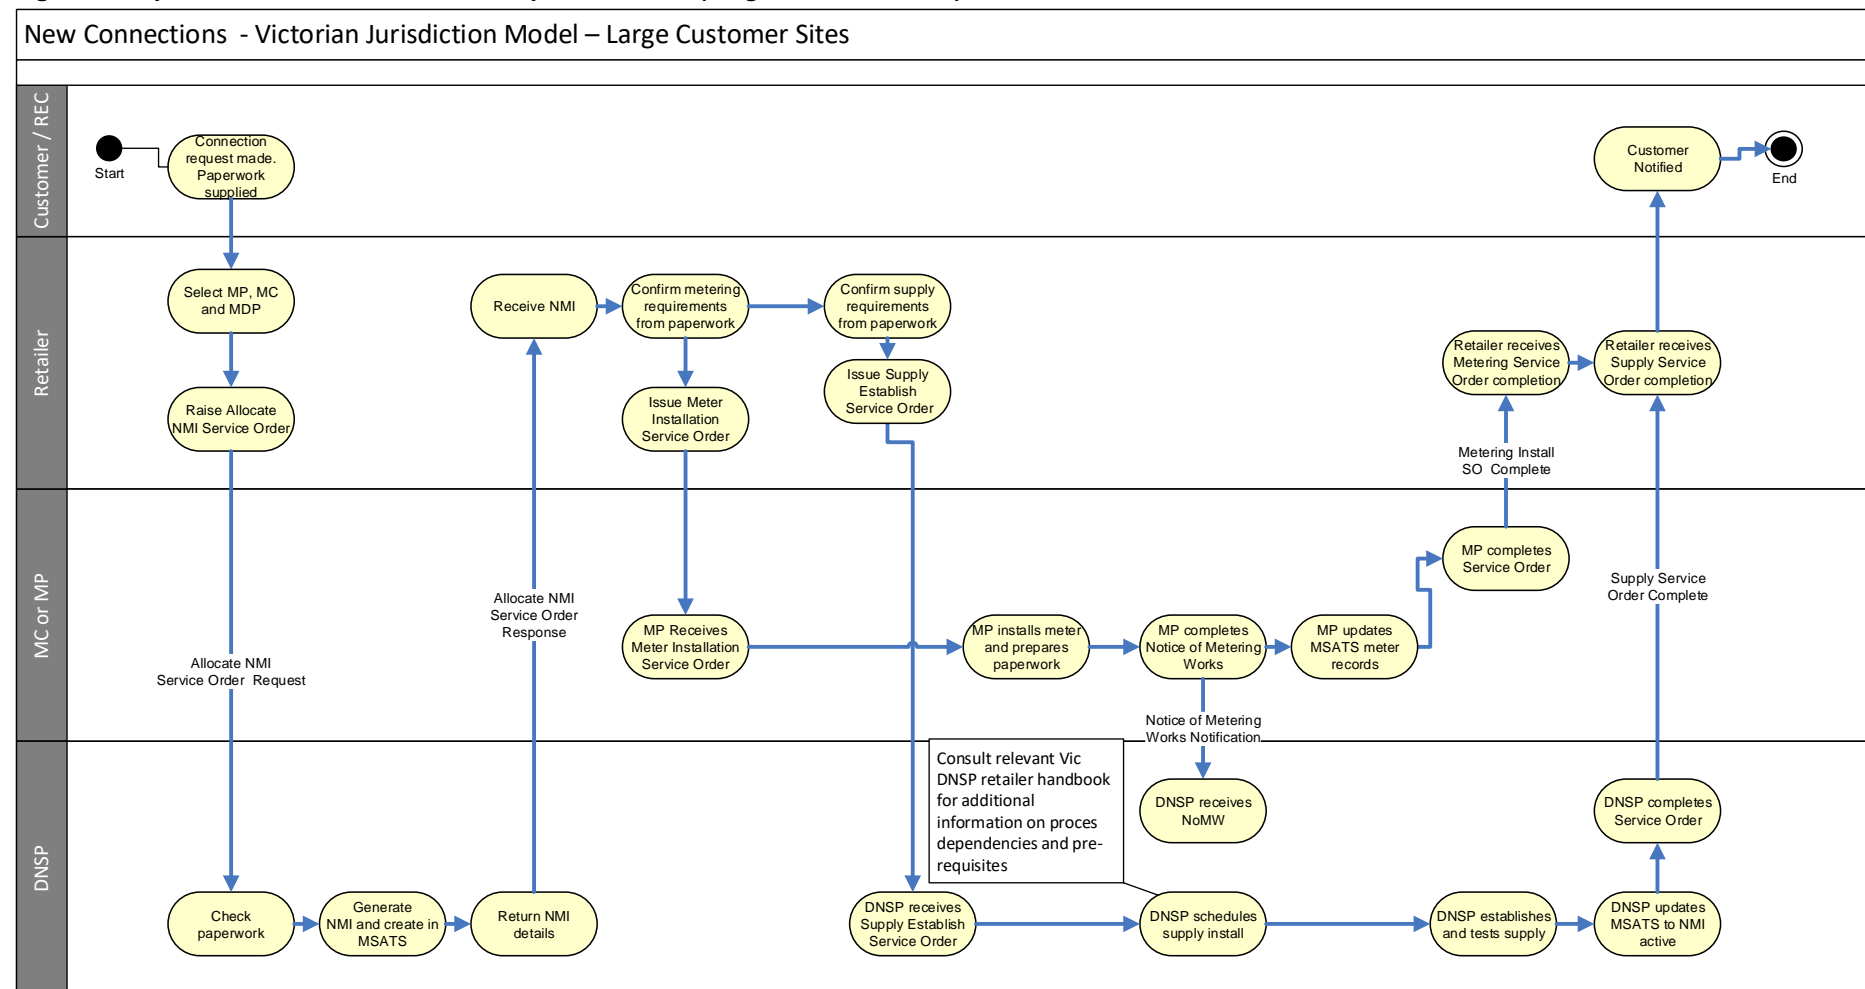 New Connections - Victorian Jurisdiction Model – Large Customer Sites
Customer / REC
Start
Connection
request made.
Paperwork
supplied
Customer
Notified
End
Retailer
Select MP, MC
and MDP
Raise Allocate
NMI Service Order
Receive NMI
Confirm metering
requirements
from paperwork
Issue Meter
Installation
Service Order
Confirm supply
requirements
from paperwork
Issue Supply
Establish
Service Order
Retailer receives
Metering Service
Order completion
Retailer receives
Supply Service
Order completion
Metering Install
SO Complete
MC or MP
Allocate NMI
Service Order Request
Allocate NMI
Service Order
Response
MP Receives
Meter Installation
Service Order
MP installs meter
and prepares
paperwork
MP completes
Notice of Metering
Works
MP updates
MSATS meter
records
MP completes
Service Order
Supply Service
Order Complete
Notice of Metering
Works Notification
DNSP
Consult relevant Vic
DNSP retailer handbook
for additional
information on proces
dependencies and pre-
requisites
DNSP receives
NoMW
DNSP completes
Service Order
Check
paperwork
Generate
NMI and create in
MSATS
Return NMI
details
DNSP receives
Supply Establish
Service Order
DNSP schedules
supply install
DNSP establishes
and tests supply
DNSP updates
MSATS to NMI
active